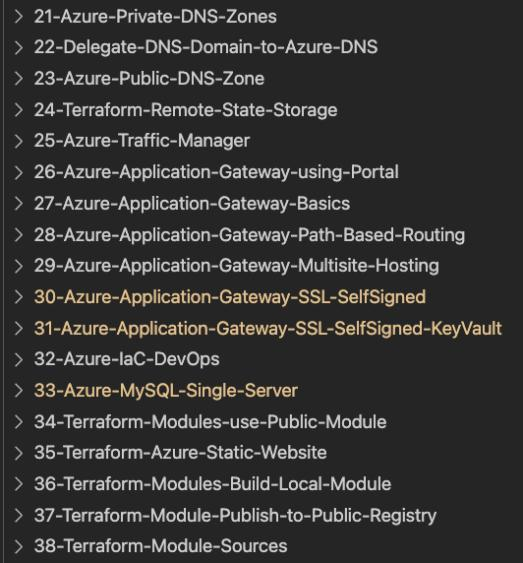 21-Azure-Private-DNS-Zones
22-Delegate-DNS-Domain-to-Azure-DNS
23-Azure-Public-DNS-Zone
24-Terraform-Remote-State-Storage
25-Azure-Traffic-Manager
26-Azure-Application-Gateway-using-Portal
27-Azure-Application-Gateway-Basics
28-Azure-Application-Gateway-Path-Based-Routing
29-Azure-Application-Gateway-Multisite-Hosting
30-Azure-Application-Gateway-SSL-SelfSigned
31-Azure-Application-Gateway-SSL-SelfSigned-KeyVault
32-Azure-IaC-DevOps
33-Azure-MySQL-Single-Server
34-Terraform-Modules-use-Public-Module
35-Terraform-Azure-Static-Website
36-Terraform-Modules-Build-Local-Module
37-Terraform-Module-Publish-to-Public-Registry
38-Terraform-Module-Sources